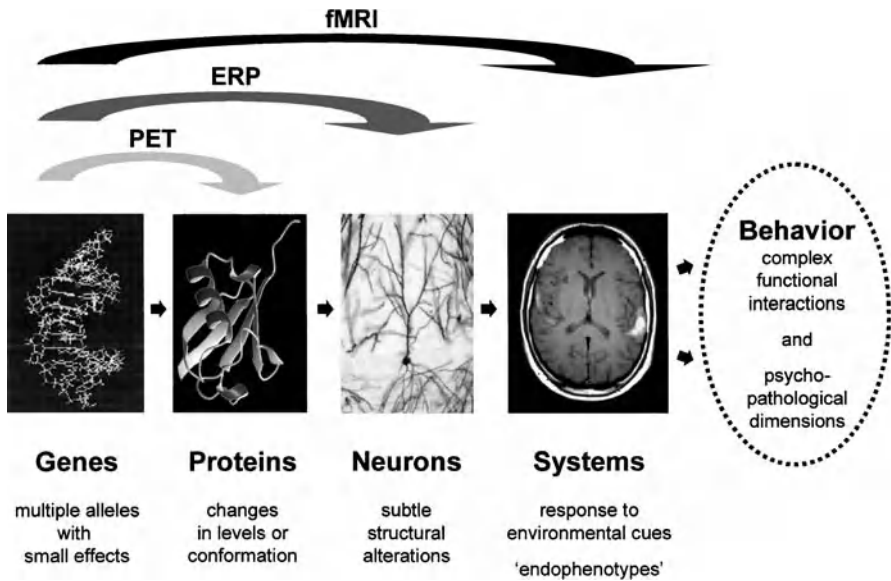 fMRI
ERP
PET
Behavior
complex
functional
interactions
and
psycho-
pathological
dimensions
Genes
multiple alleles
with
small effects
Proteins
changes
in levels or
conformation
Neurons
subtle
structural
alterations
Systems
response to
environmental cues
'endophenotypes'